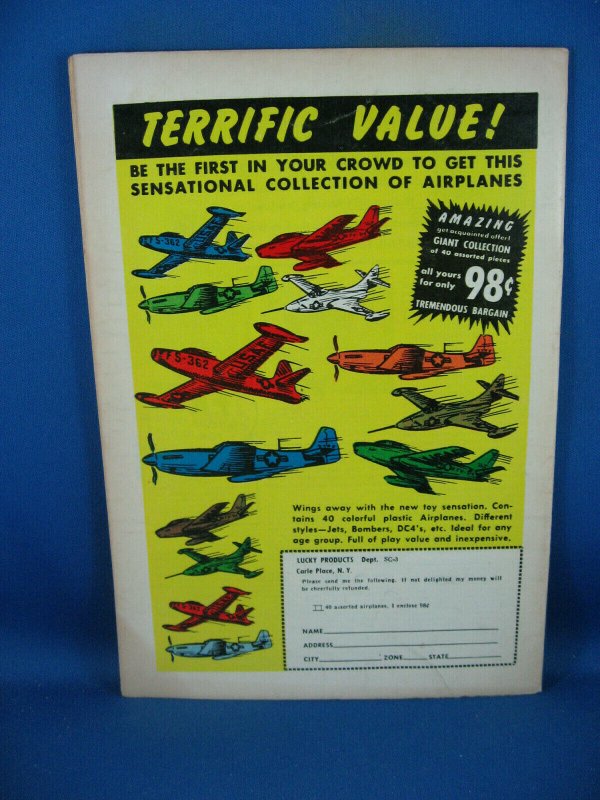 TERRIFIC VALUE!
BE THE FIRST IN YOUR CROWD TO GET THIS
SENSATIONAL COLLECTION OF AIRPLANES
AMAZING
get acquainted offer!
GIANT COLLECTION
of 40 assorted pieces
all yours
for only 98¢
TREMENDOUS BARGAIN
FS-362
FS-362
USAF
Wings away with the new toy sensation. Con-
tains 40 colorful plastic Airplanes. Different
styles—Jets, Bombers, DC4's, etc. Ideal for any
age group. Full of play value and inexpensive.
LUCKY PRODUCTS Dept. SC-3
Carle Place, N. Y.
Please send me the following. If not delighted my money will
be cheerfully refunded.
40 assorted airplanes, I enclose 98¢
NAME
ADDRESS
CITY ZONE STATE